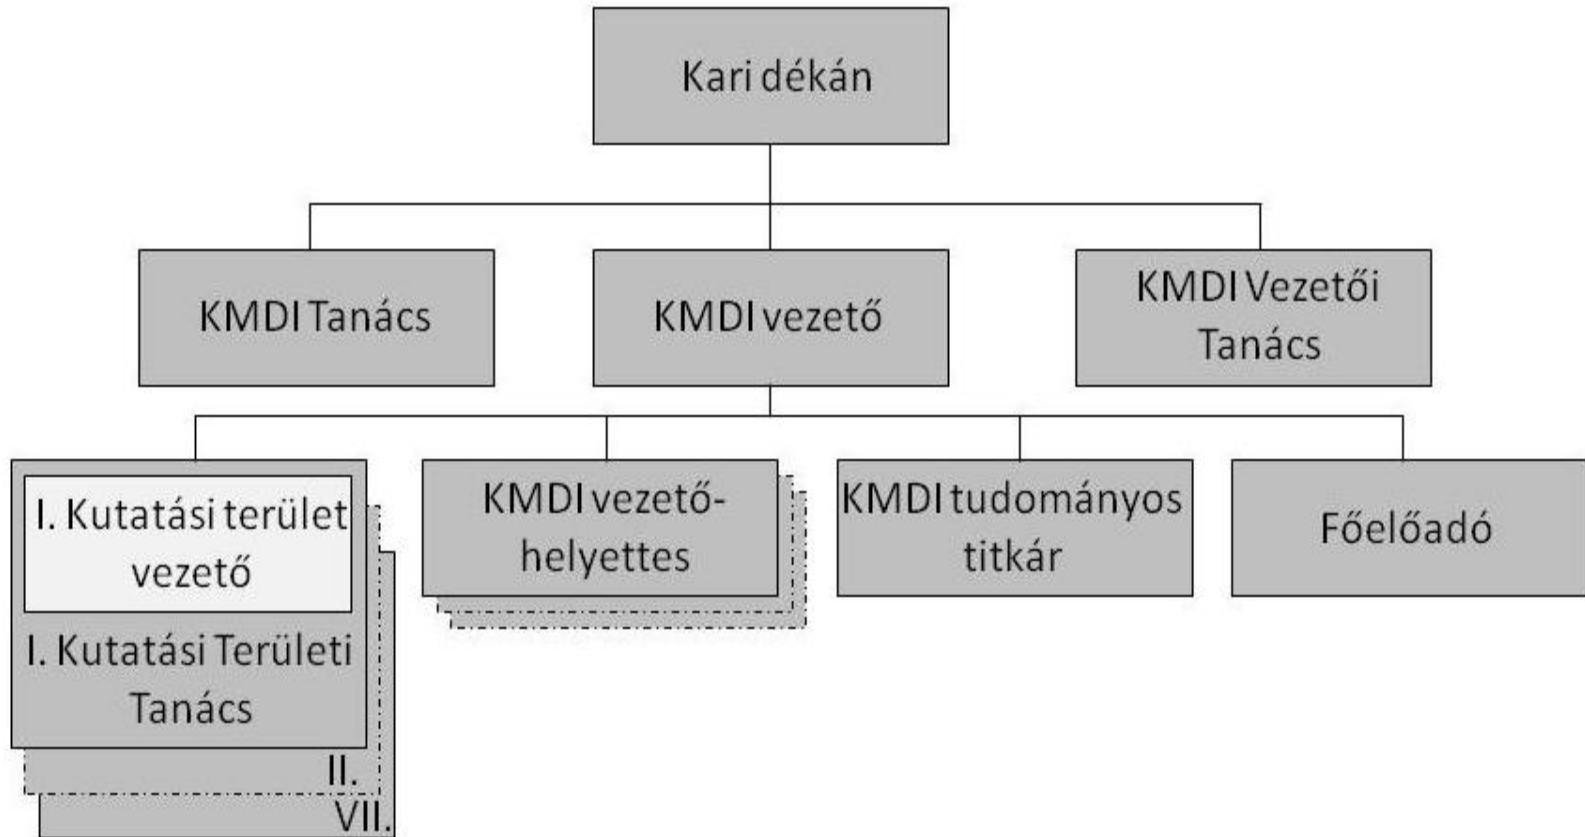 Kari dékán
KMDI Tanács
KMDI vezető
KMDI Vezetői
Tanács
I. Kutatási terület
vezető
I. Kutatási Területi
Tanács
II.
VII.
KMDI vezető-
helyettes
KMDI tudományos
titkár
Főelőadó